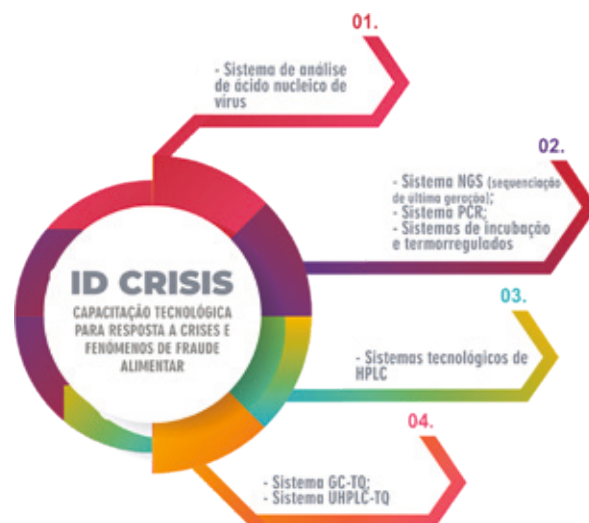 01.
- Sistema de análise
de ácido nucleico de
vírus
02.
- Sistema NGS (sequenciação
de última geração);
- Sistema PCR;
- Sistemas de incubação
e termorregulados
ID CRISIS
CAPACITAÇÃO TECNOLÓGICA
PARA RESPOSTA A CRISES E
FENÓMENOS DE FRAUDE
ALIMENTAR
03.
- Sistemas tecnológicos de
HPLC
04.
- Sistema GC-TQ;
- Sistema UHPLC-TQ